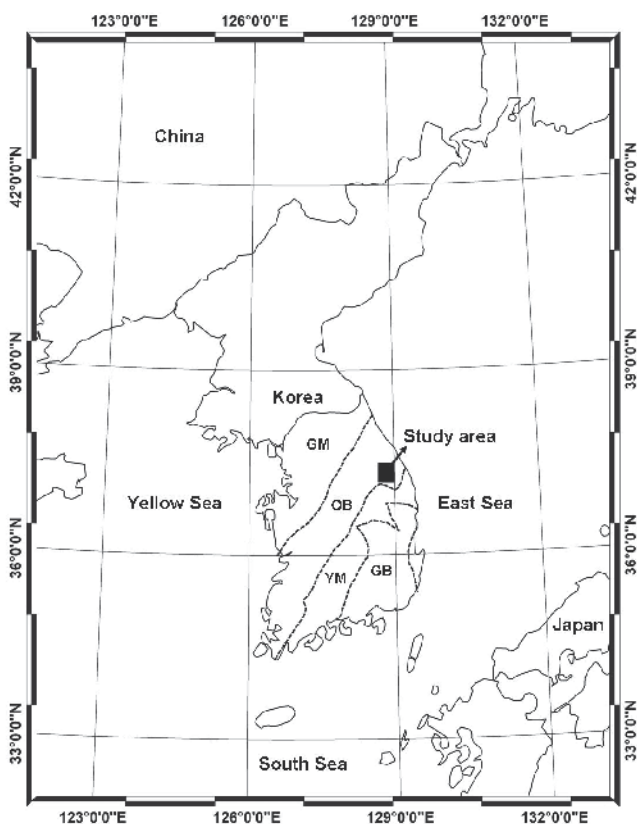 123°0'0"E 126°0'0"E 129°0'0"E 132°0'0"E
China
42°0'0"N 42°0'0"N
39°0'0"N 39°0'0"N
Korea
GM
Study area
Yellow Sea
OB
East Sea
36°0'0"N 36°0'0"N
YM
GB
Japan
33°0'0"N 33°0'0"N
South Sea
123°0'0"E 126°0'0"E 129°0'0"E 132°0'0"E